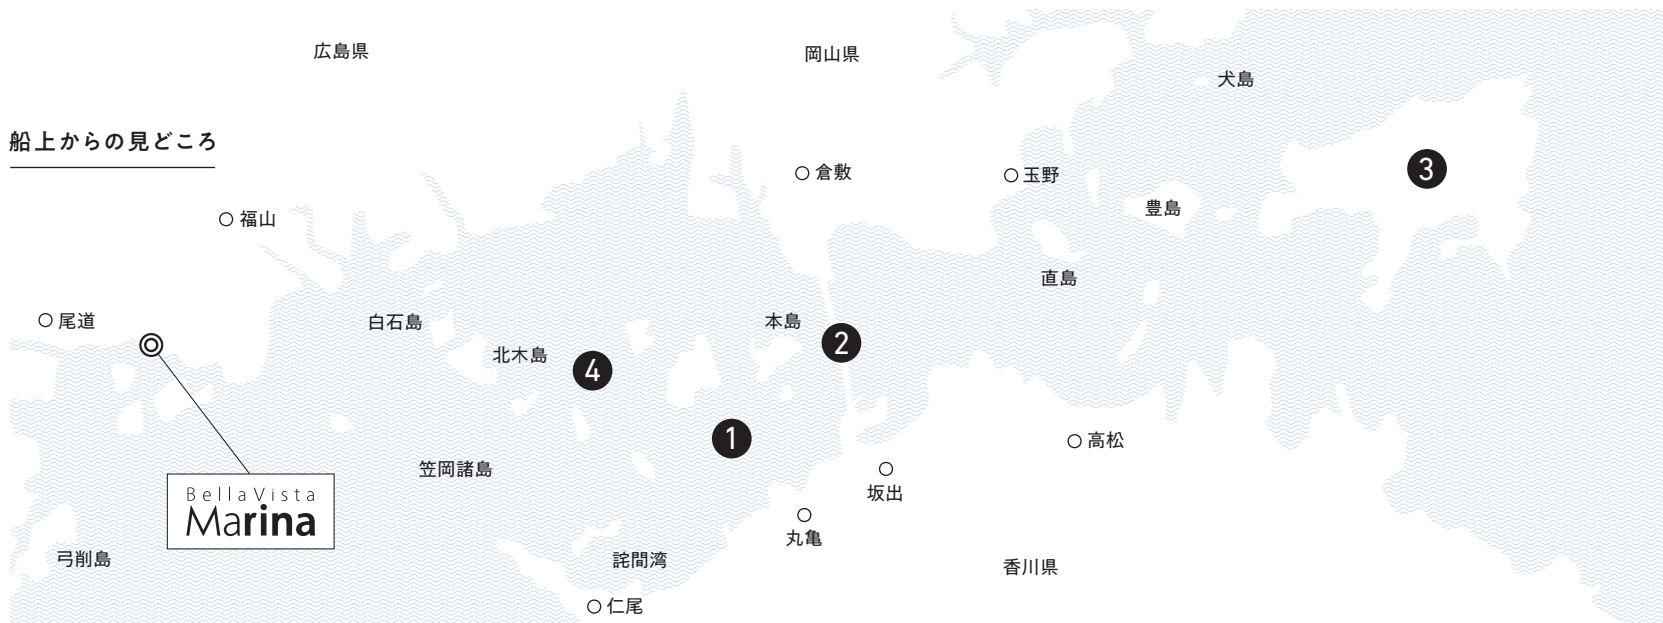 広島県
岡山県
犬島
船上からの見どころ
3
倉敷
玉野
豊島
福山
直島
尾道
白石島
本島
2
北木島
4
1
高松
笠岡諸島
坂出
BellaVista
Marina
丸亀
弓削島
詫間湾
香川県
仁尾